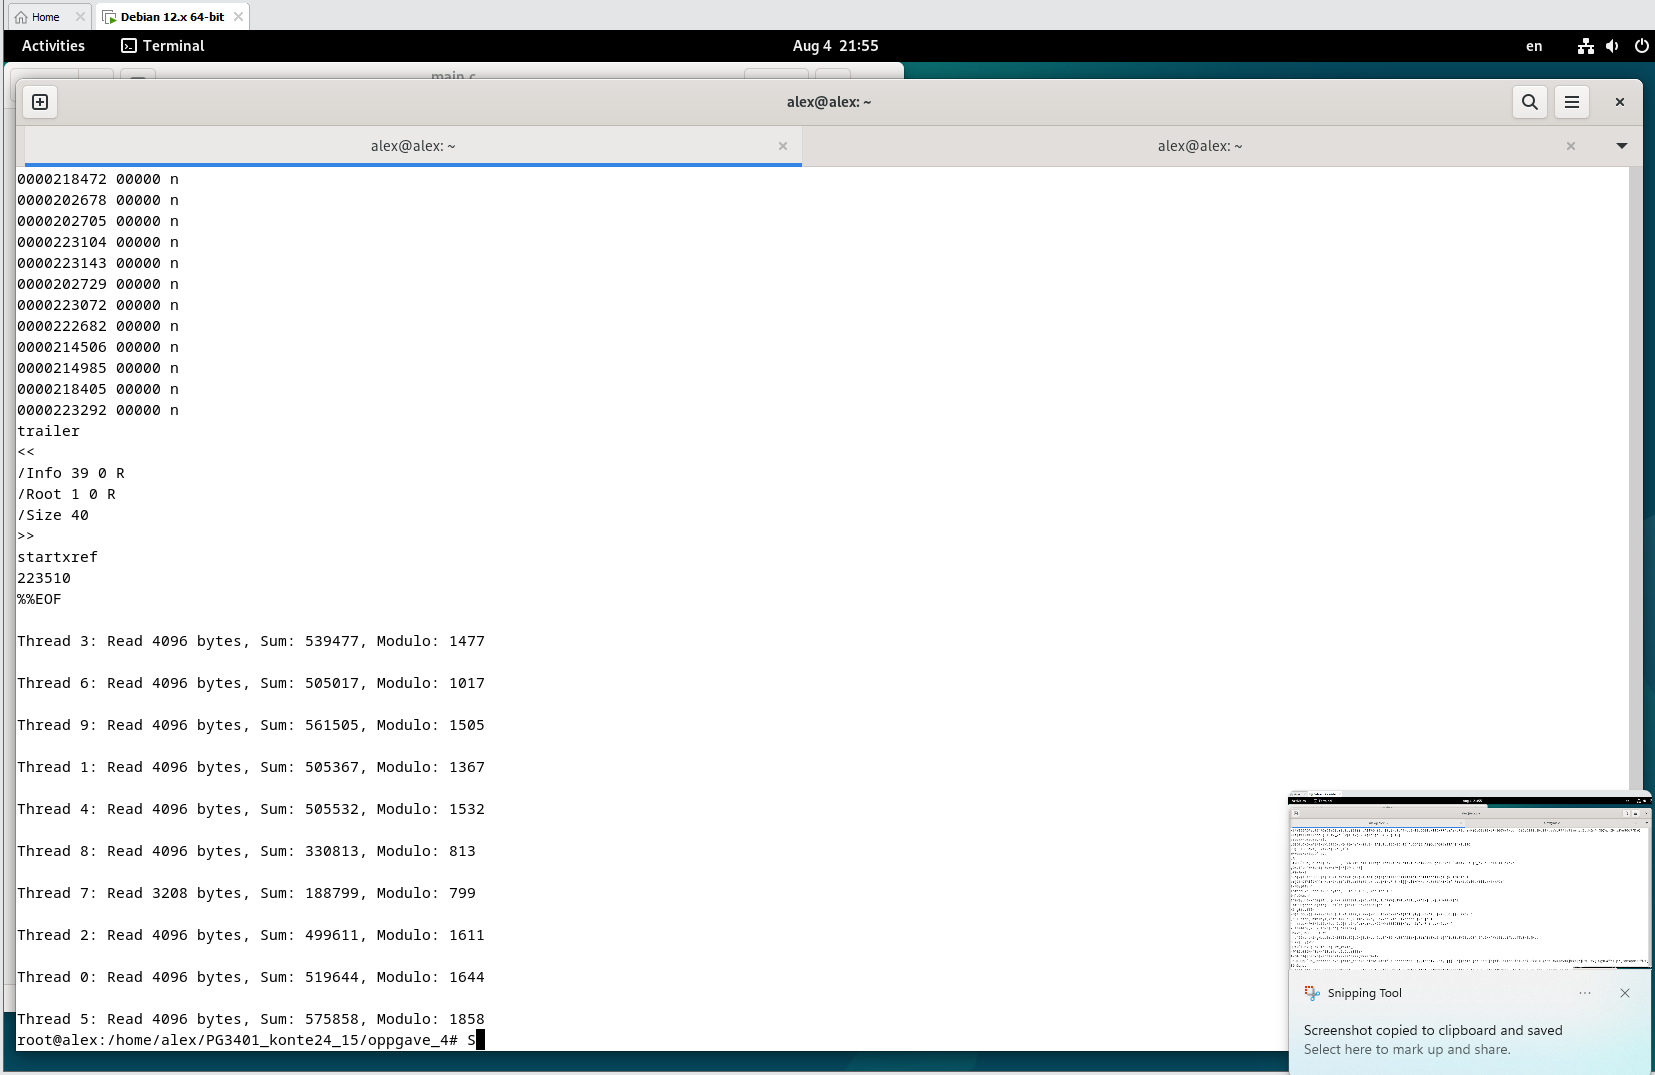 Home
Debian 12.x 64-bit
Activities
Terminal
Aug 4 21:55
en
main.c
alex@alex: ~
alex@alex: ~
alex@alex: ~
0000218472 00000 n
0000202678 00000 n
0000202705 00000 n
0000223104 00000 n
0000223143 00000 n
0000202729 00000 n
0000223072 00000 n
0000222682 00000 n
0000214506 00000 n
0000214985 00000 n
0000218405 00000 n
0000223292 00000 n
trailer
<<
/Info 39 0 R
/Root 1 0 R
/Size 40
>>
startxref
223510
%%EOF
Thread 3: Read 4096 bytes, Sum: 539477, Modulo: 1477
Thread 6: Read 4096 bytes, Sum: 505017, Modulo: 1017
Thread 9: Read 4096 bytes, Sum: 561505, Modulo: 1505
Thread 1: Read 4096 bytes, Sum: 505367, Modulo: 1367
Thread 4: Read 4096 bytes, Sum: 505532, Modulo: 1532
Thread 8: Read 4096 bytes, Sum: 330813, Modulo: 813
Thread 7: Read 3208 bytes, Sum: 188799, Modulo: 799
Thread 2: Read 4096 bytes, Sum: 499611, Modulo: 1611
Thread 0: Read 4096 bytes, Sum: 519644, Modulo: 1644
Thread 5: Read 4096 bytes, Sum: 575858, Modulo: 1858
root@alex:/home/alex/PG3401_konte24_15/oppgave_4# S
Snipping Tool
Screenshot copied to clipboard and saved
Select here to mark up and share.